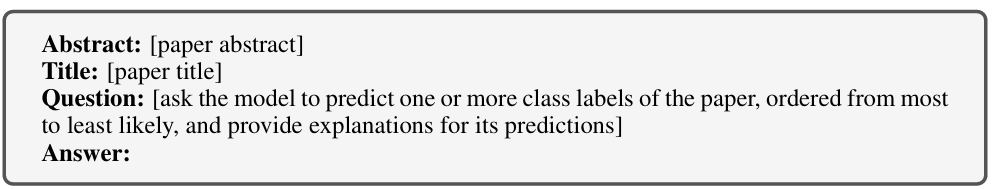 Abstract: [paper abstract]
Title: [paper title]
Question: [ask the model to predict one or more class labels of the paper, ordered from most
to least likely, and provide explanations for its predictions]
Answer: